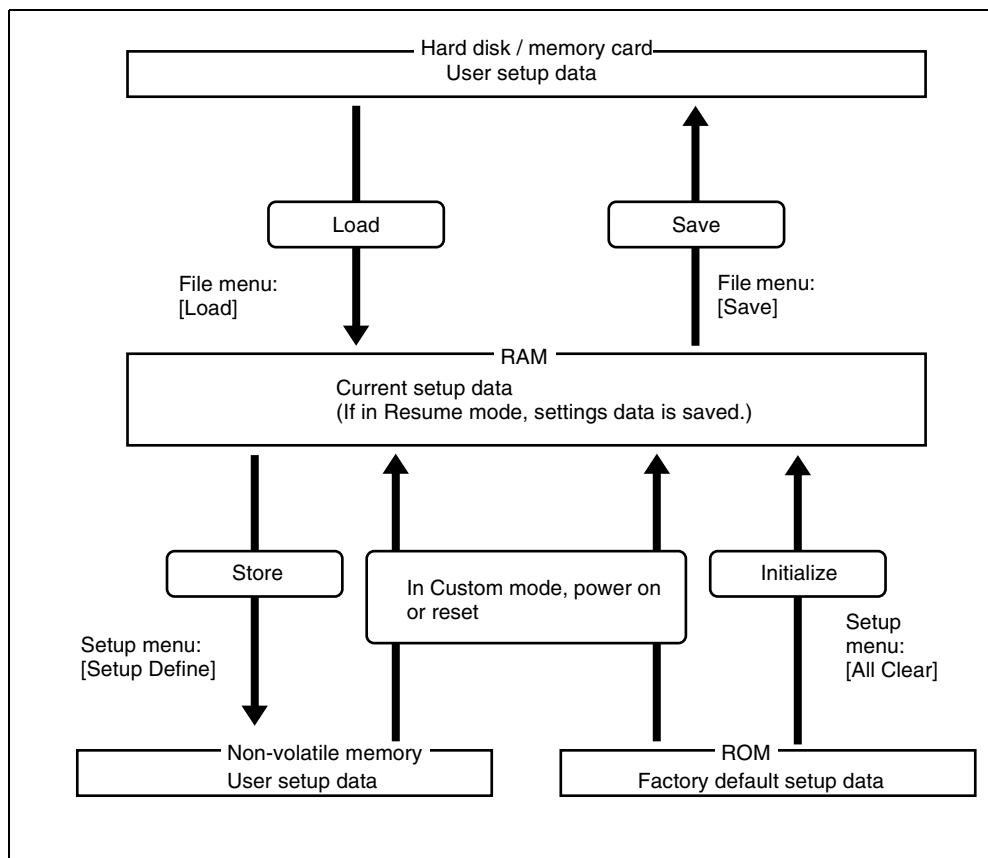 Hard disk / memory card
User setup data
Load
Save
File menu:
[Load]
File menu:
[Save]
RAM
Current setup data
(If in Resume mode, settings data is saved.)
Store
In Custom mode, power on
or reset
Initialize
Setup menu:
[Setup Define]
Setup
menu:
[All Clear]
Non-volatile memory
User setup data
ROM
Factory default setup data